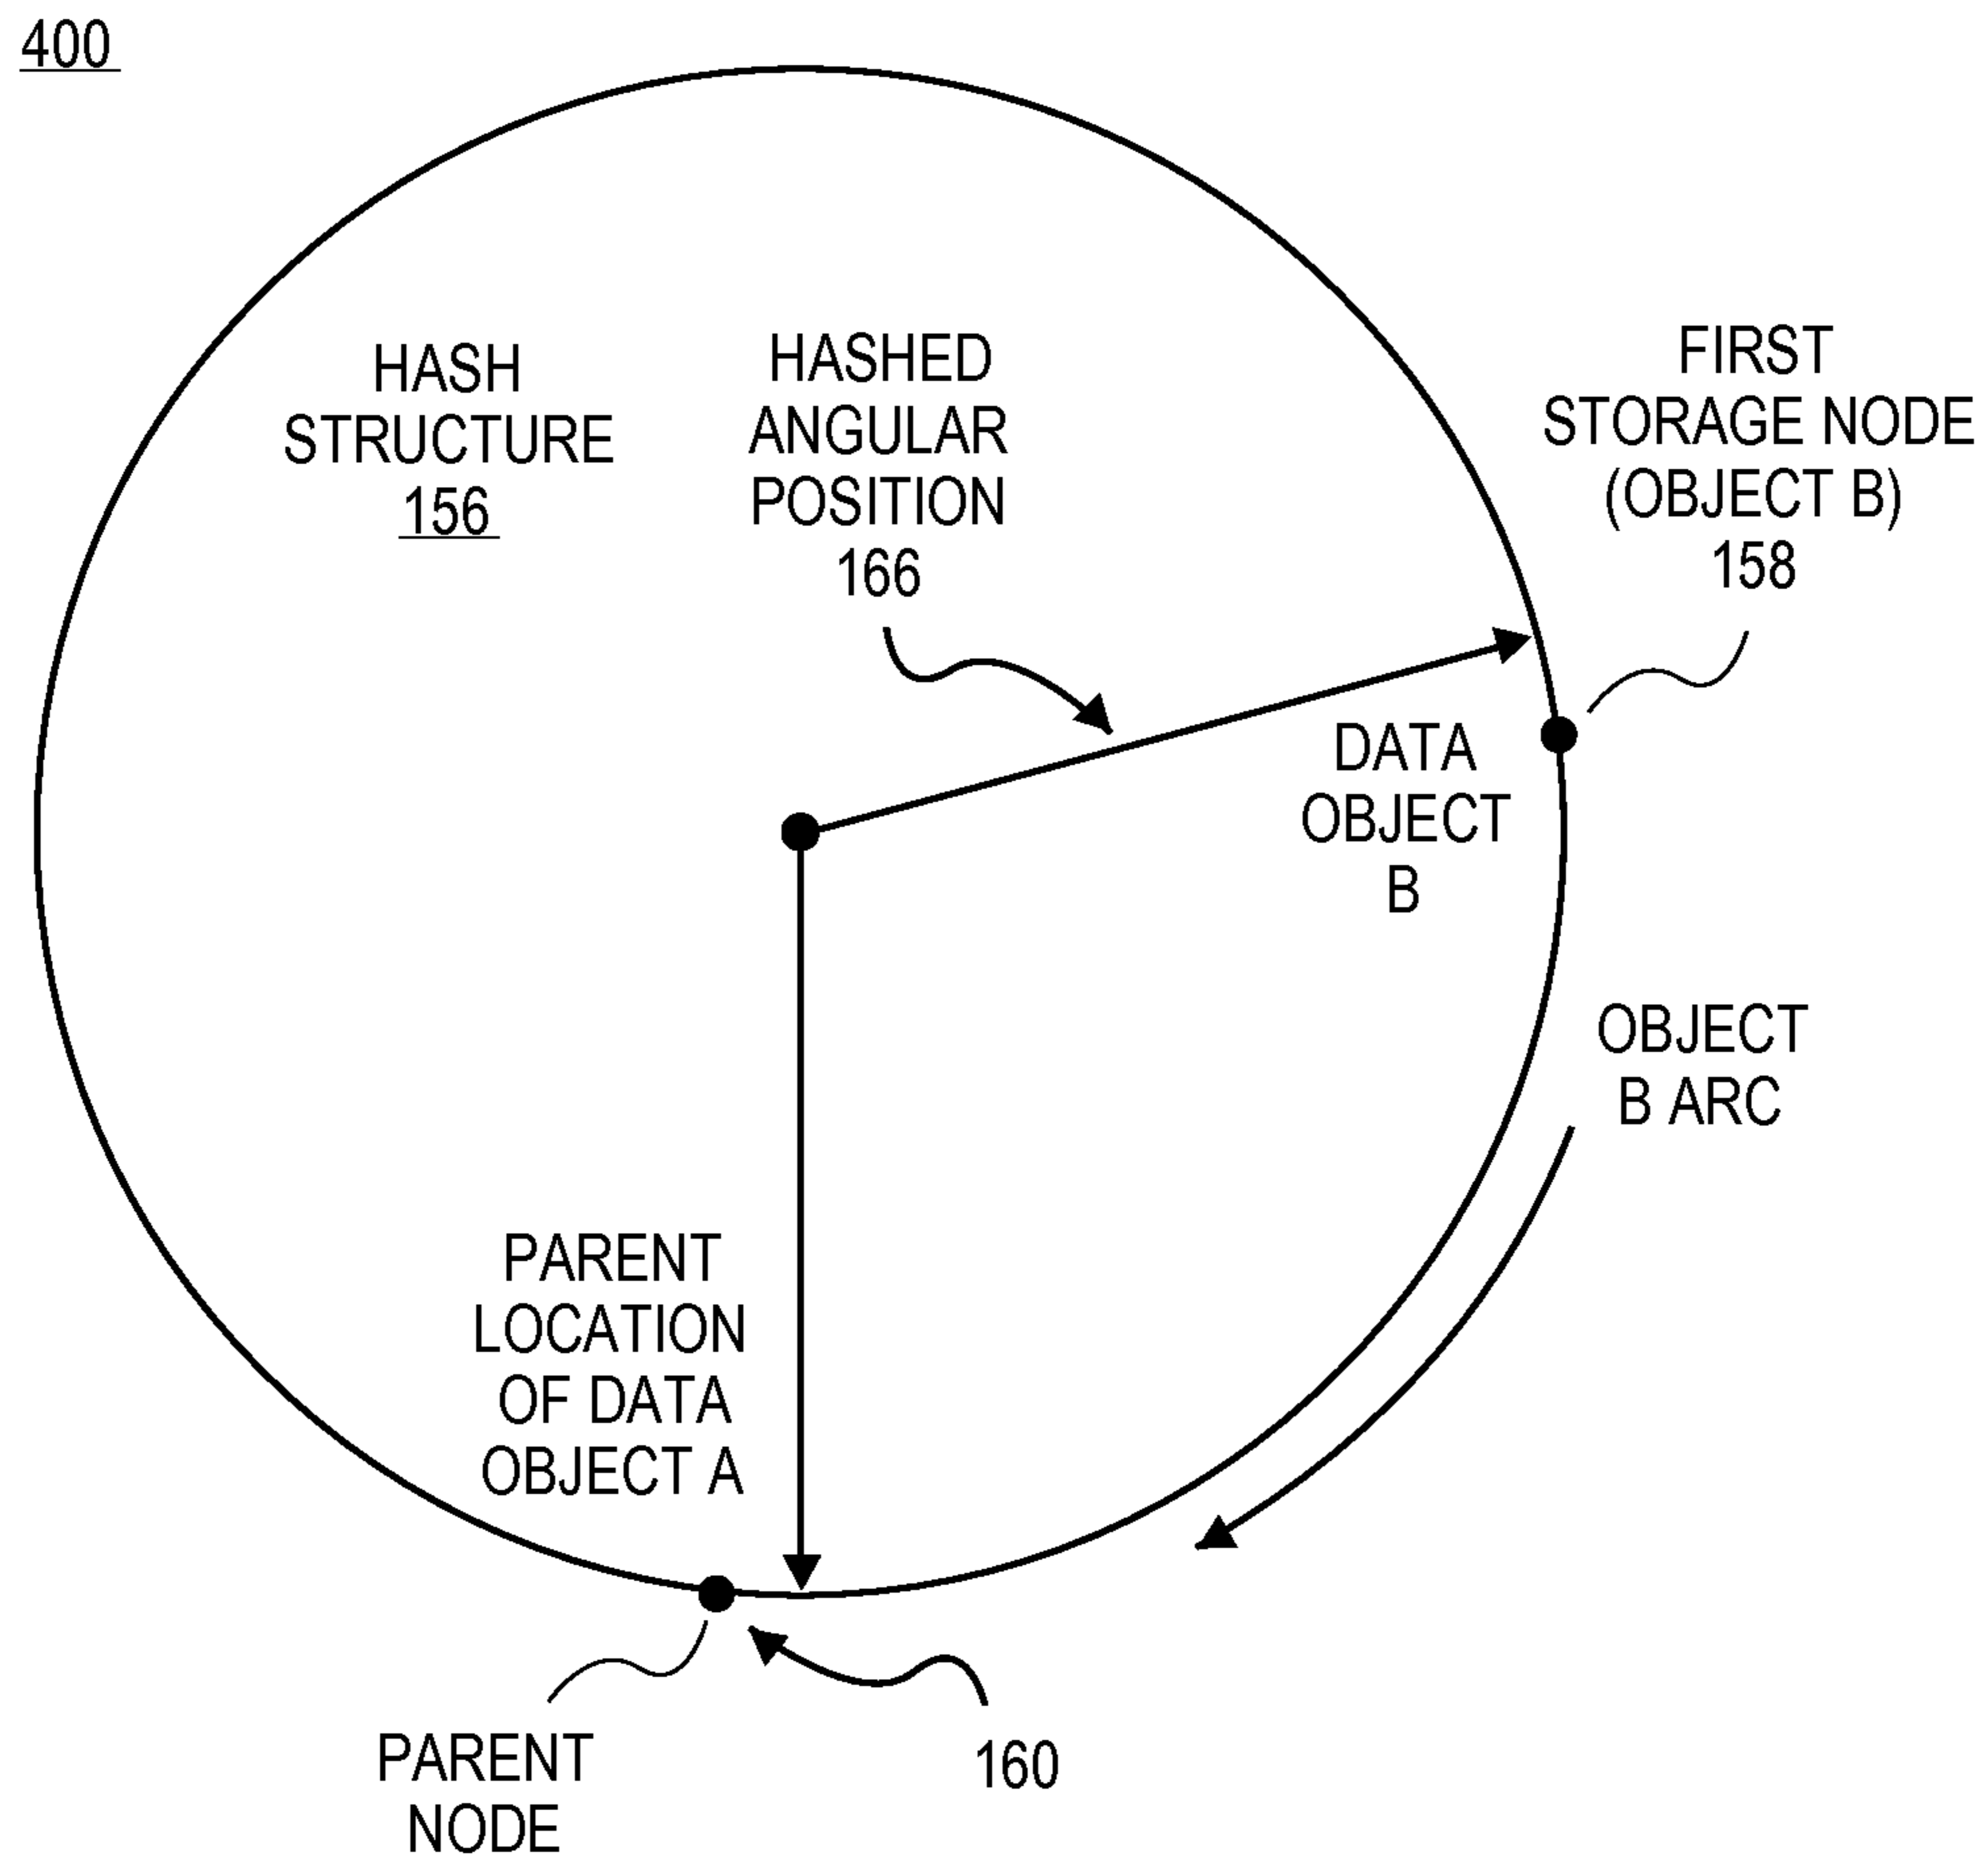 400
HASH
STRUCTURE
156
HASHED
ANGULAR
POSITION
166
FIRST
STORAGE NODE
(OBJECT B)
158
DATA
OBJECT
B
OBJECT
B ARC
PARENT
LOCATION
OF DATA
OBJECT A
PARENT
NODE
160